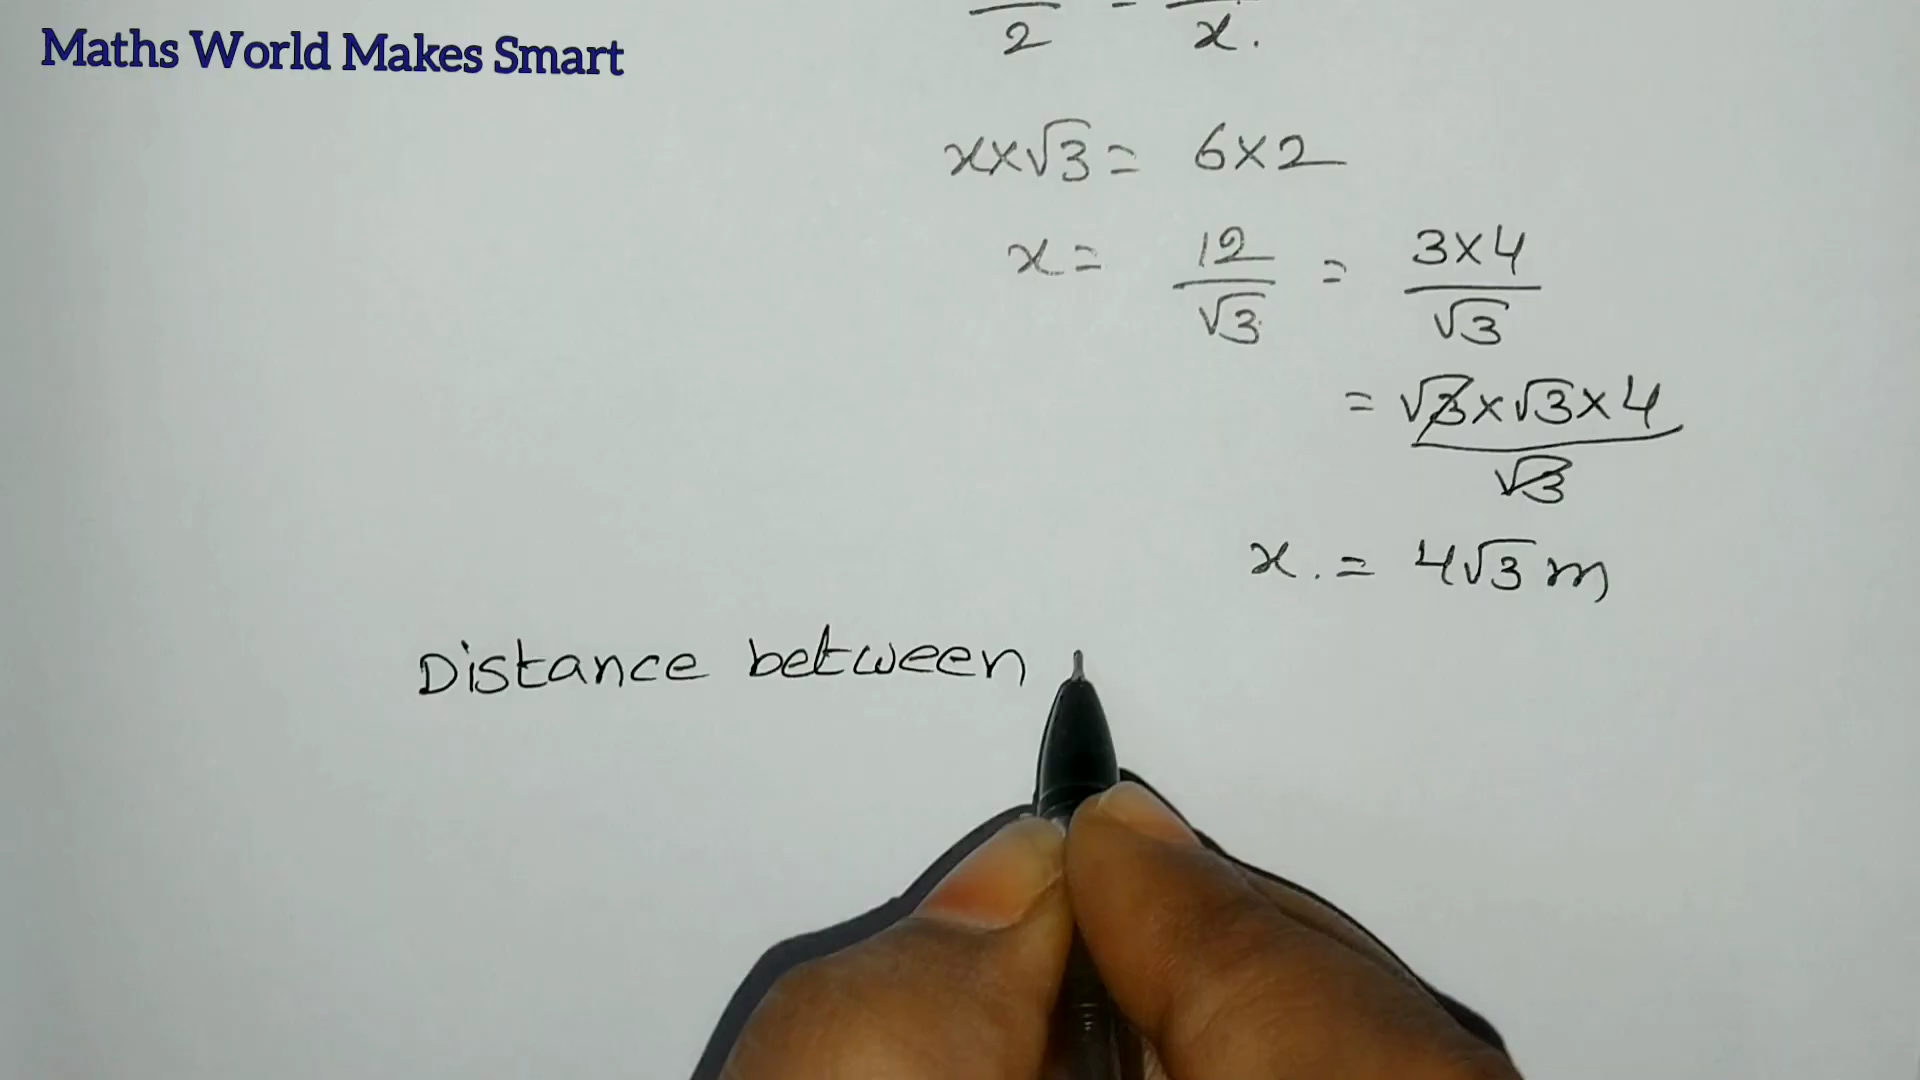 Maths World Makes Smart
2 = x.
x×√3 = 6×2
x = 12/√3 = 3×4/√3
= √3×√3×4/√3
x. = 4√3 m
Distance between